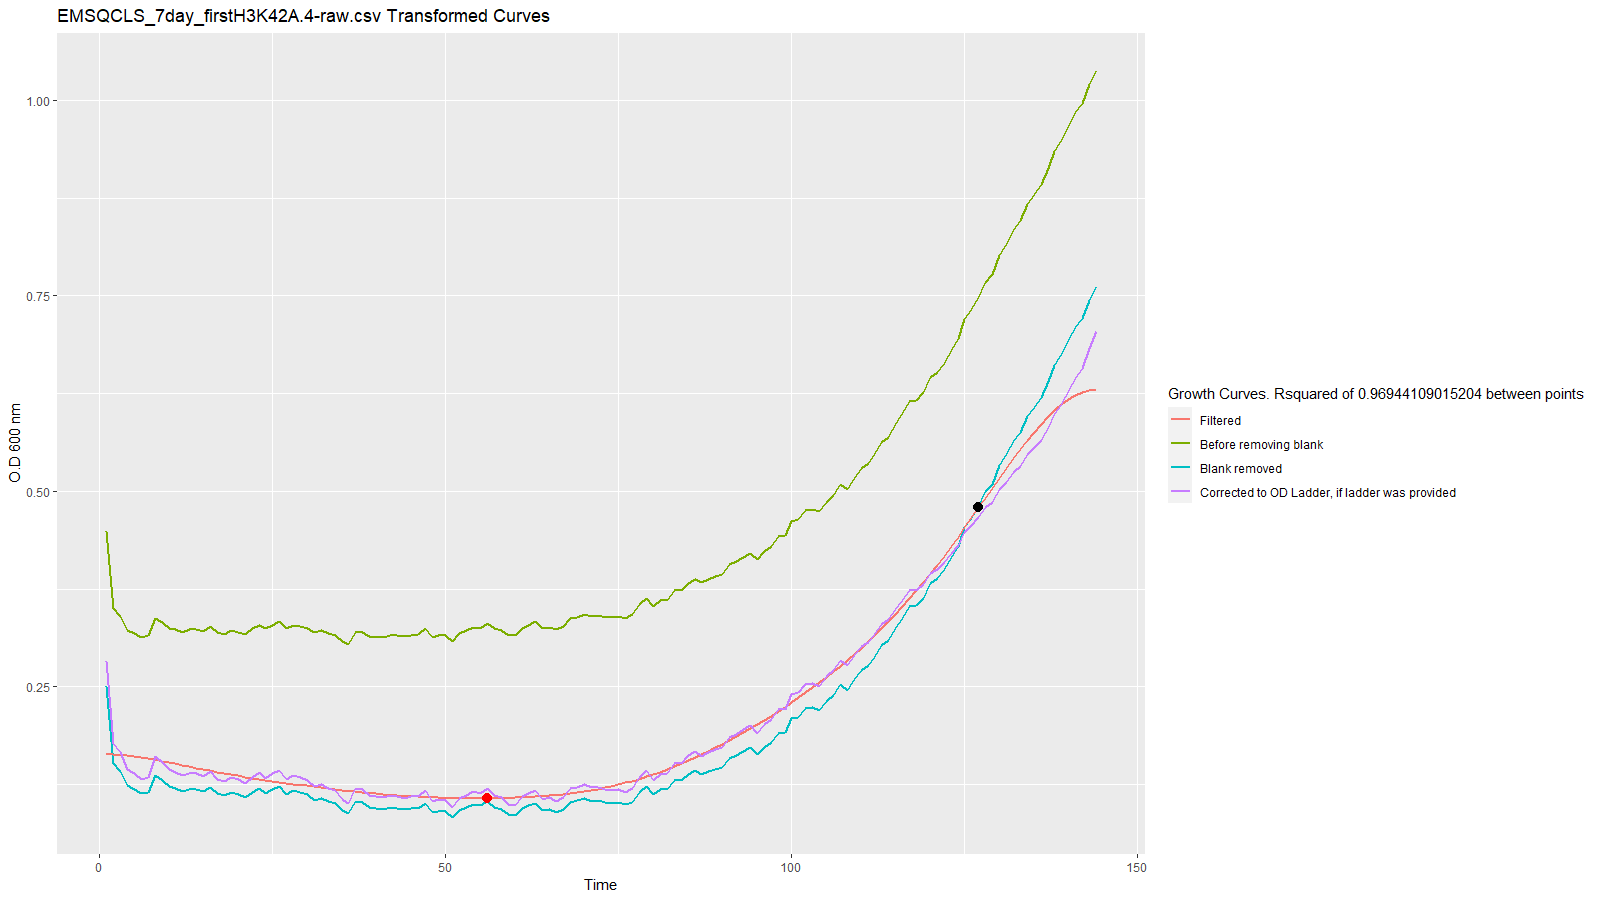 EMSQCLS_7day_firstH3K42A.4-raw.csv Transformed Curves
1.00
0.75
0.50
0.25
O.D 600 nm
0
50
100
150
Time
Growth Curves. Rsquared of 0.96944109015204 between points
Filtered
Before removing blank
Blank removed
Corrected to OD Ladder, if ladder was provided